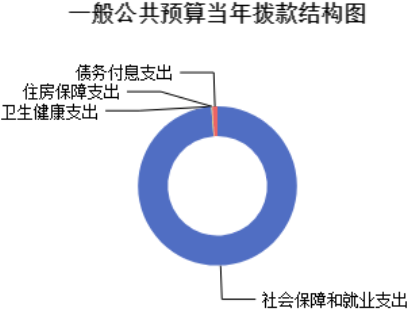 一般公共预算当年拨款结构图
债务付息支出
住房保障支出
卫生健康支出
社会保障和就业支出